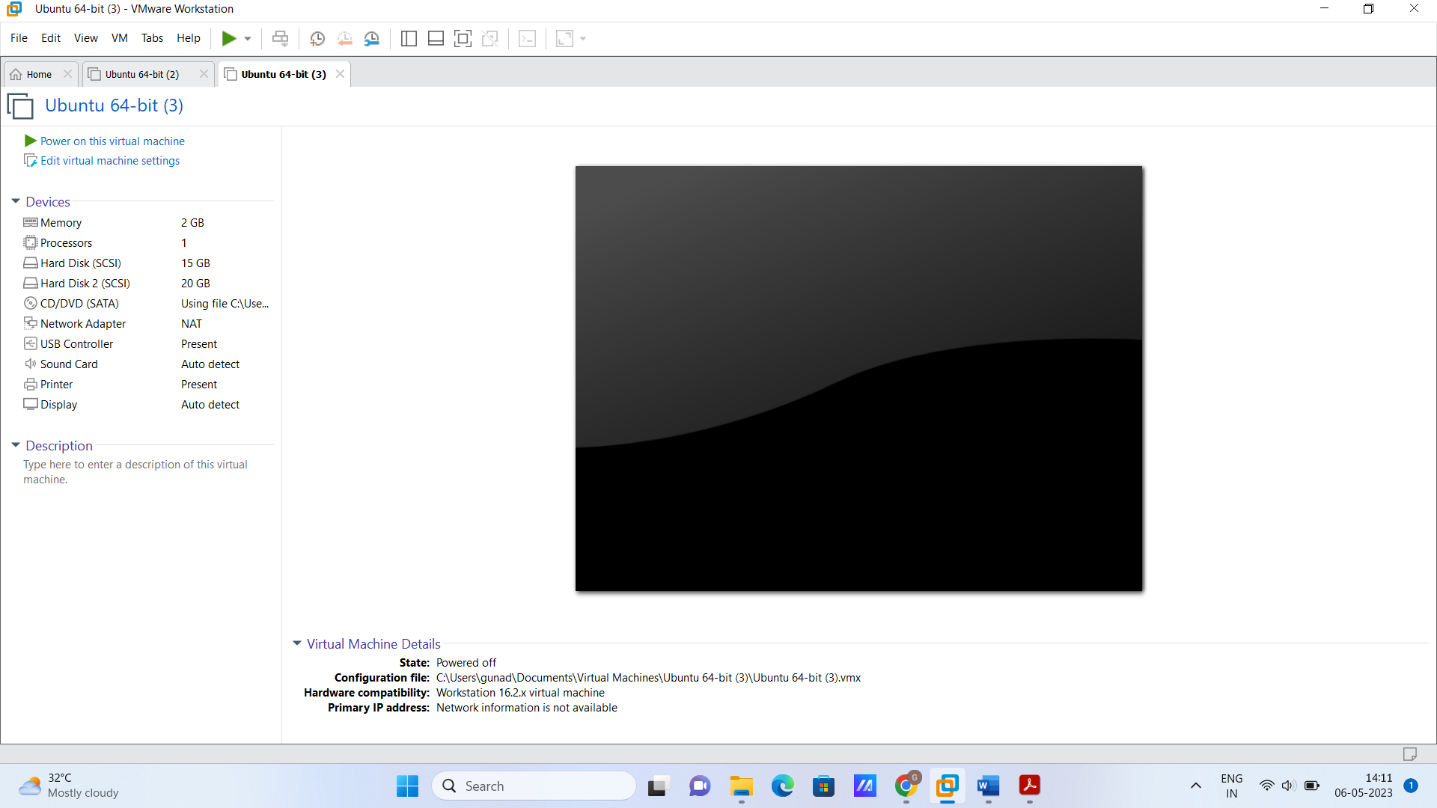 Ubuntu 64-bit (3) - VMware Workstation
File Edit View VM Tabs Help
Home Ubuntu 64-bit (2) Ubuntu 64-bit (3)
Ubuntu 64-bit (3)
Power on this virtual machine
Edit virtual machine settings
Devices
Memory 2 GB
Processors 1
Hard Disk (SCSI) 15 GB
Hard Disk 2 (SCSI) 20 GB
CD/DVD (SATA) Using file C:\Use...
Network Adapter NAT
USB Controller Present
Sound Card Auto detect
Printer Present
Display Auto detect
Description
Type here to enter a description of this virtual
machine.
Virtual Machine Details
State: Powered off
Configuration file: C:\Users\gunad\Documents\Virtual Machines\Ubuntu 64-bit (3)\Ubuntu 64-bit (3).vmx
Hardware compatibility: Workstation 16.2.x virtual machine
Primary IP address: Network information is not available
32°C
Mostly cloudy
Search
G
W
ENG
IN
14:11
06-05-2023
1